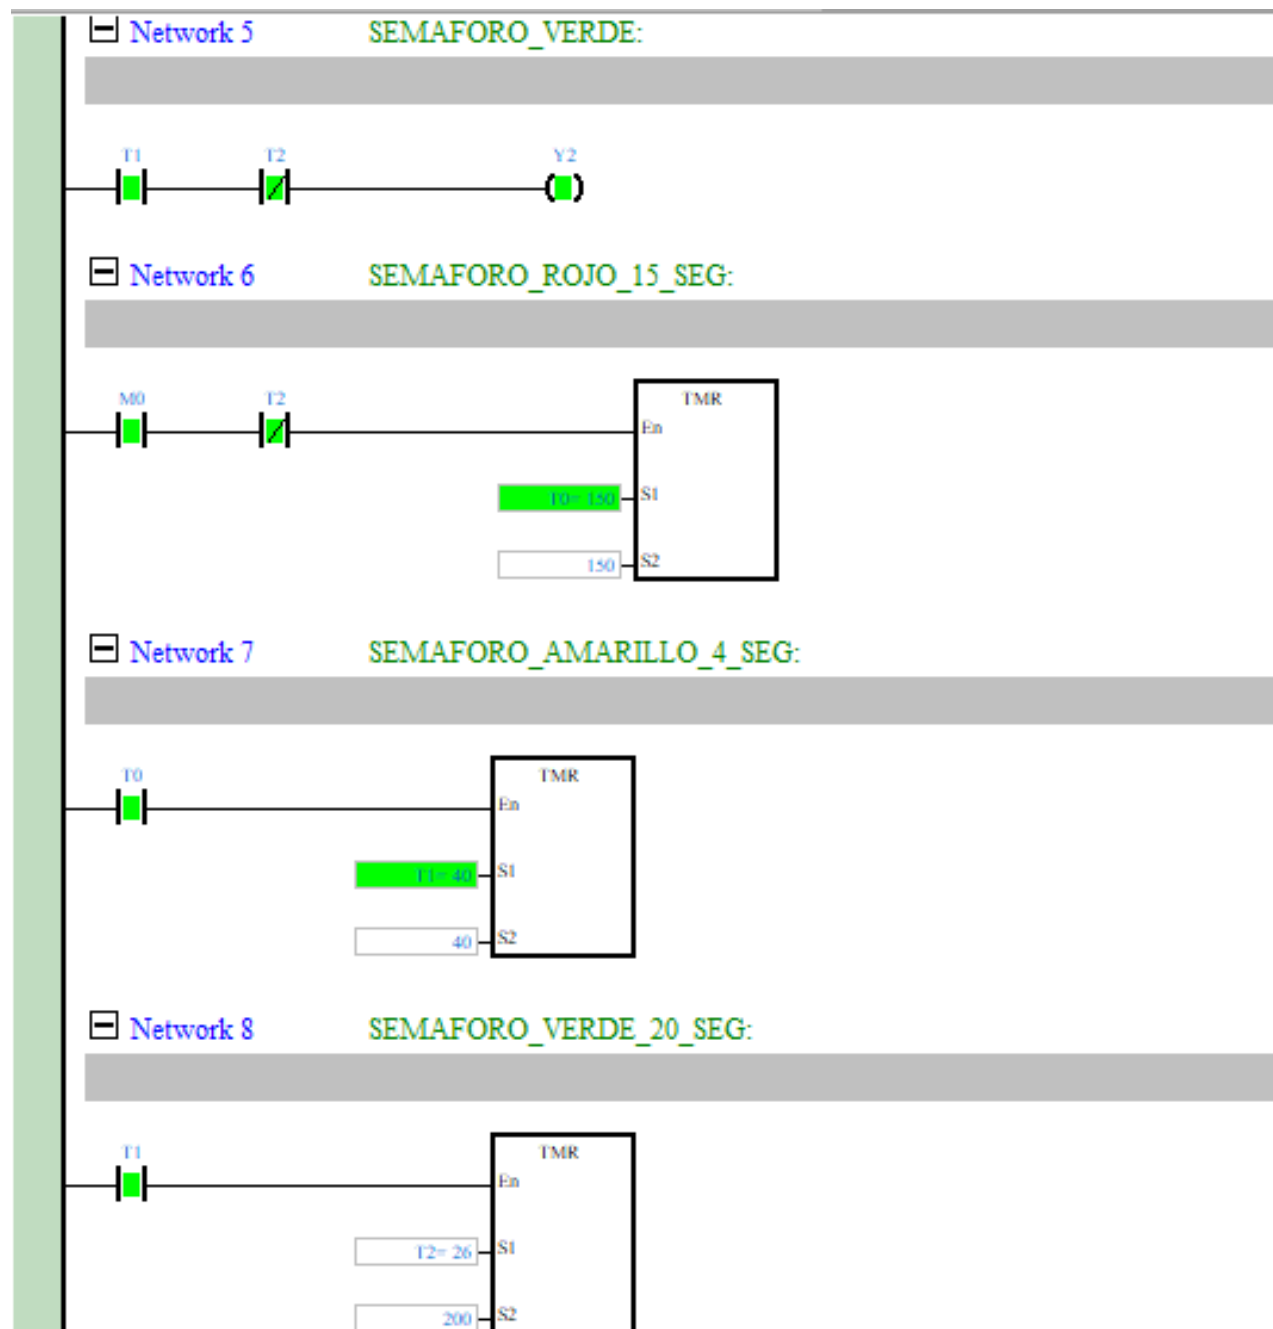 Network 5 SEMAFORO_VERDE:
T1 T2 Y2
Network 6 SEMAFORO_ROJO_15_SEG:
M0 T2 TMR
En
T0= 150 S1
150 S2
Network 7 SEMAFORO_AMARILLO_4_SEG:
T0 TMR
En
T1= 40 S1
40 S2
Network 8 SEMAFORO_VERDE_20_SEG:
T1 TMR
En
T2= 26 S1
200 S2